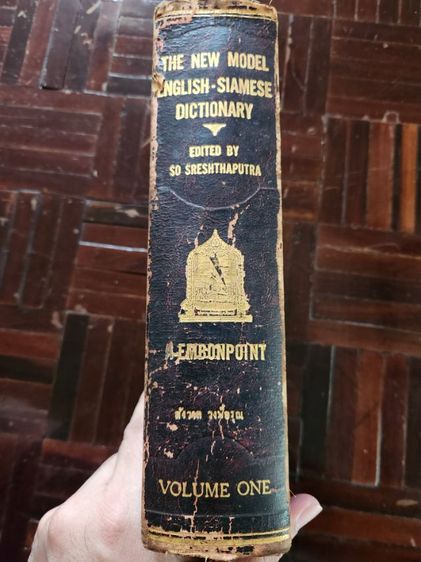 THE NEW MODEL
ENGLISH-SIAMESE
DICTIONARY
EDITED BY
SO SRESHTHAPUTRA
A-EMBONPOINT
VOLUME ONE